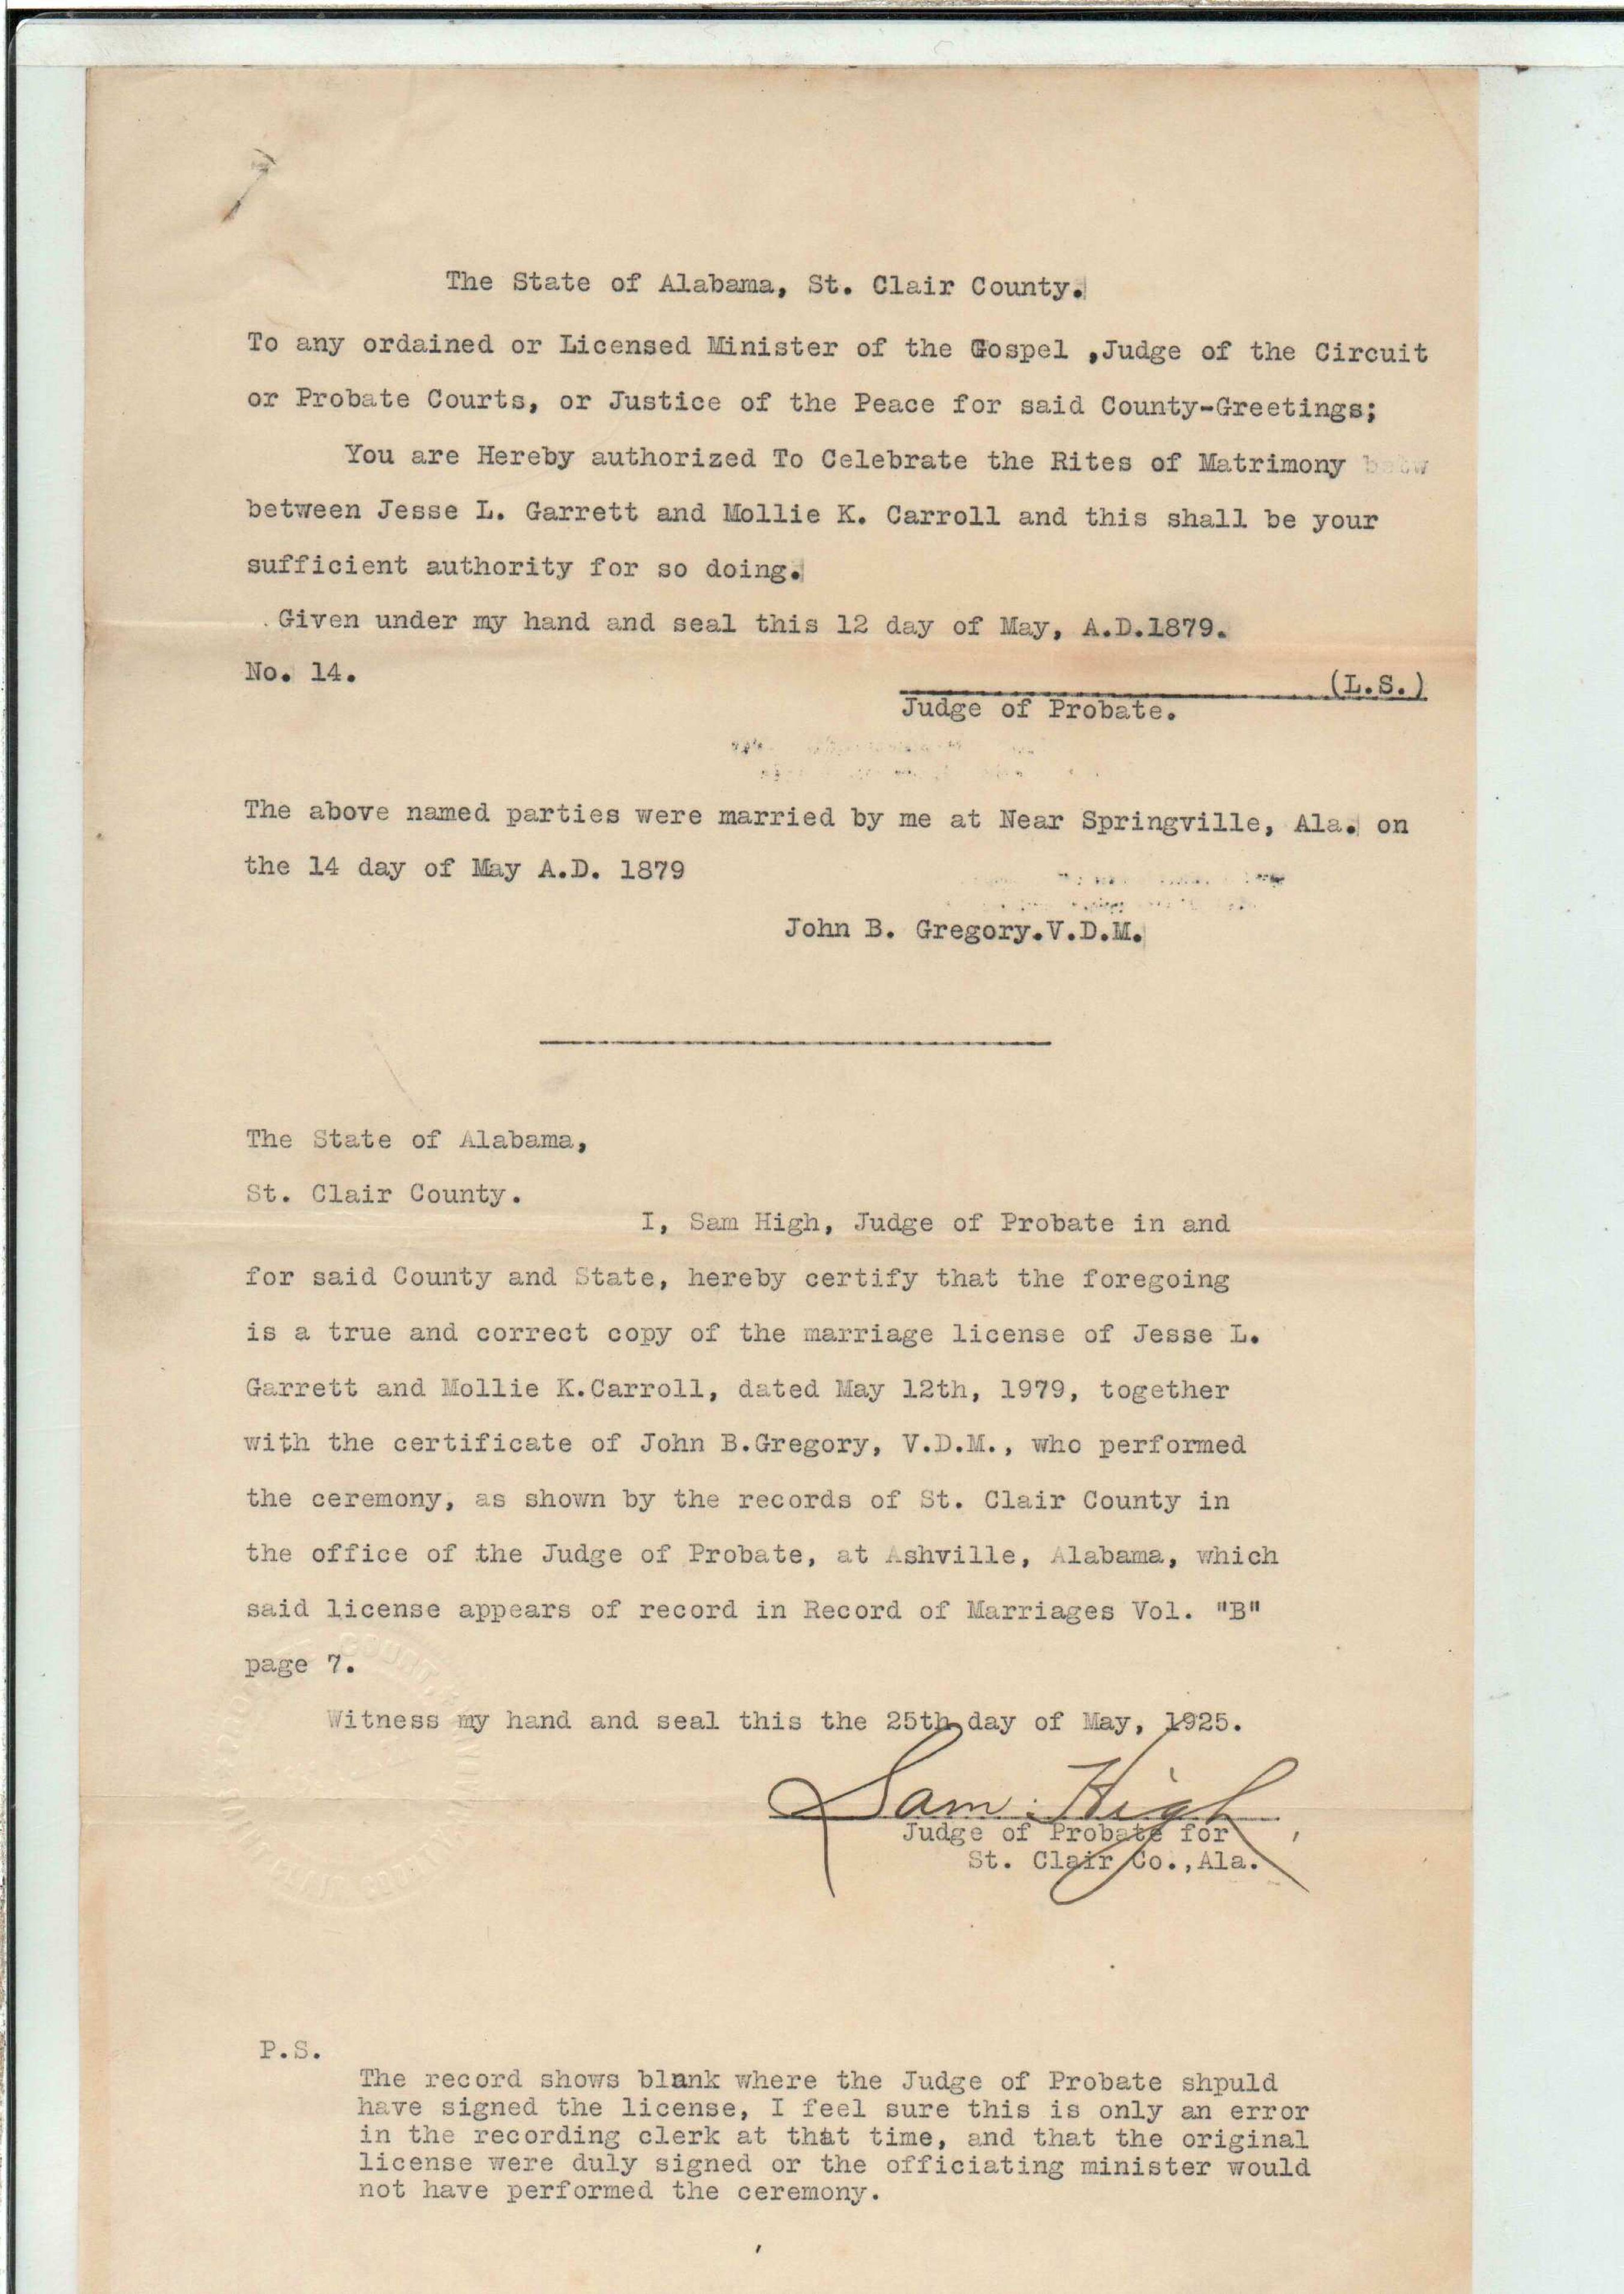 The State of Alabama, St. Clair County.
To any ordained or Licensed Minister of the Gospel ,Judge of the Circuit
or Probate Courts, or Justice of the Peace for said County-Greetings;
You are Hereby authorized To Celebrate the Rites of Matrimony betw
between Jesse L. Garrett and Mollie K. Carroll and this shall be your
sufficient authority for so doing.
Given under my hand and seal this 12 day of May, A.D.1879.
No. 14.
(L.S.)
Judge of Probate.
The above named parties were married by me at Near Springville, Ala. on
the 14 day of May A.D. 1879
John B. Gregory.V.D.M.
The State of Alabama,
St. Clair County.
I, Sam High, Judge of Probate in and
for said County and State, hereby certify that the foregoing
is a true and correct copy of the marriage license of Jesse L.
Garrett and Mollie K.Carroll, dated May 12th, 1979, together
with the certificate of John B.Gregory, V.D.M., who performed
the ceremony, as shown by the records of St. Clair County in
the office of the Judge of Probate, at Ashville, Alabama, which
said license appears of record in Record of Marriages Vol. "B"
page 7.
Witness my hand and seal this the 25th day of May, 1925.
Sam High
Judge of Probate for
St. Clair Co.,Ala.
P.S.
The record shows blank where the Judge of Probate shpuld
have signed the license, I feel sure this is only an error
in the recording clerk at that time, and that the original
license were duly signed or the officiating minister would
not have performed the ceremony.